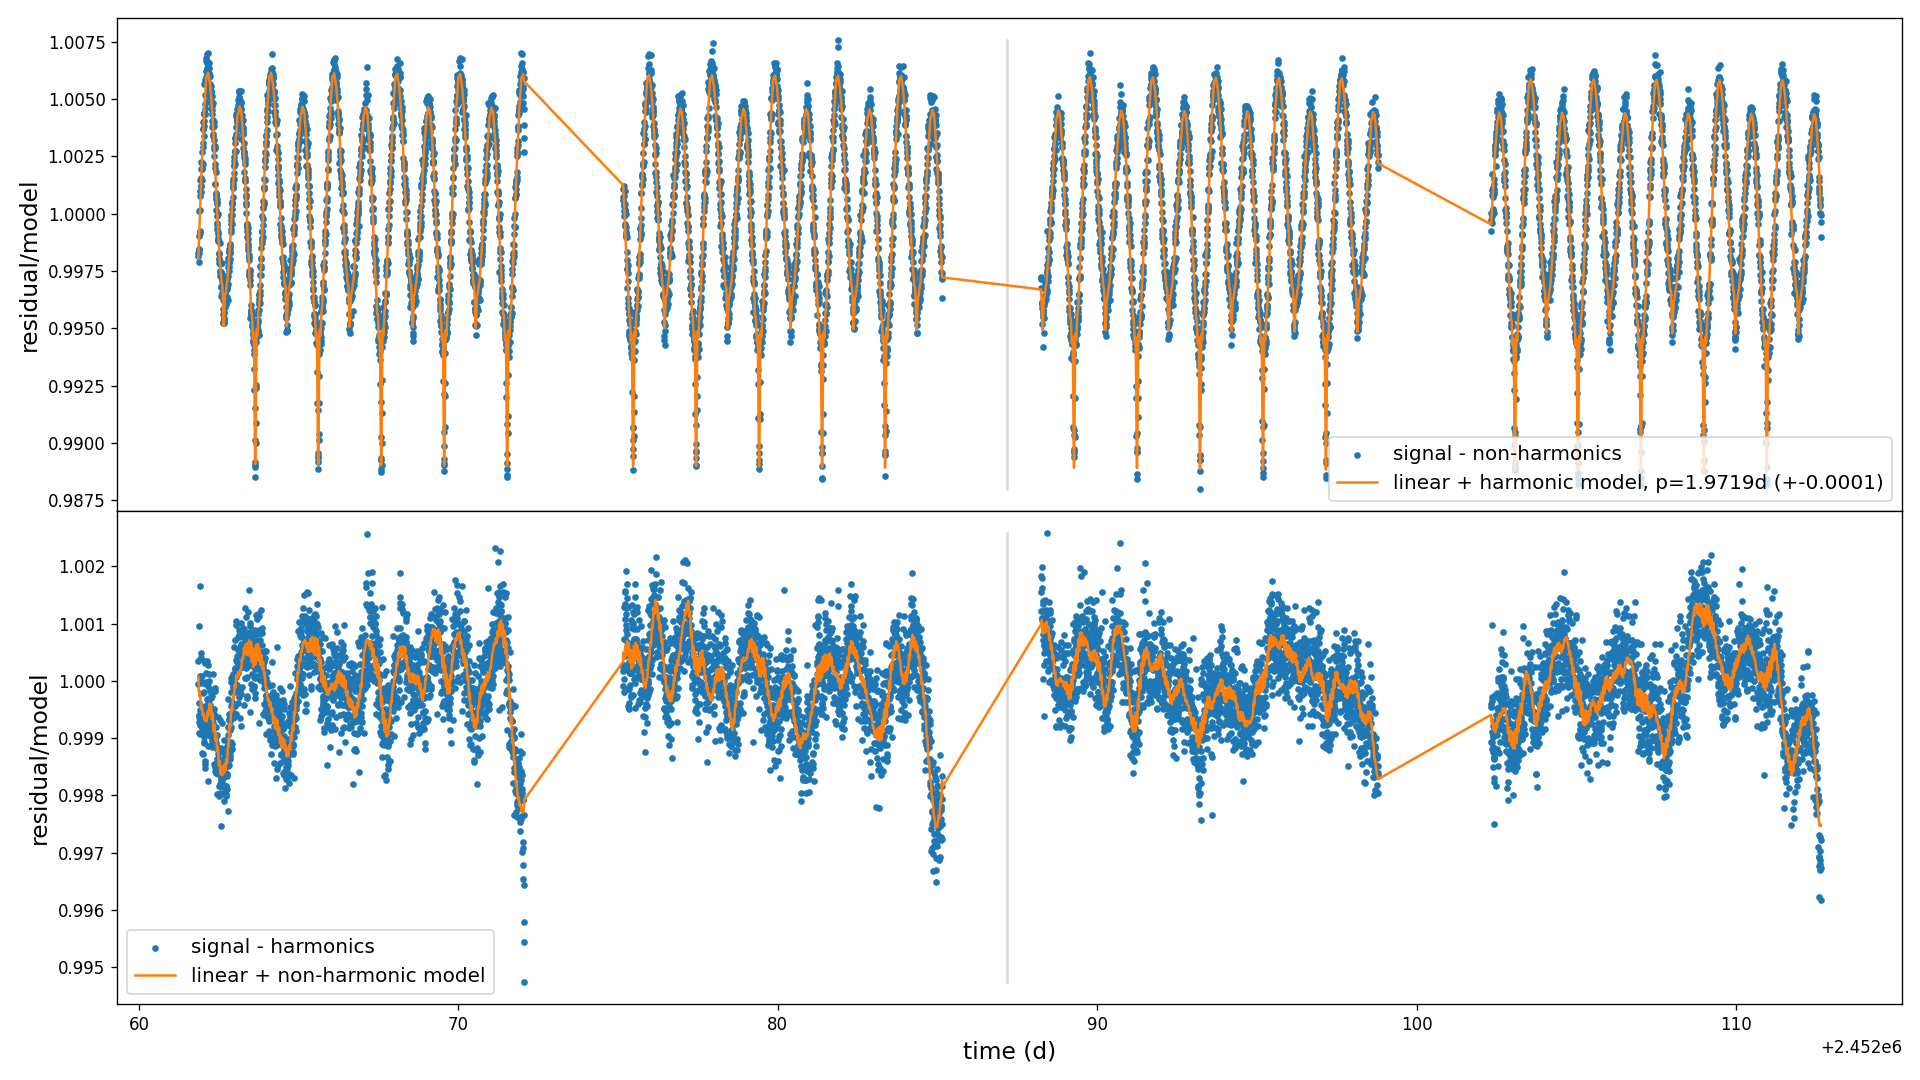 1.0075
1.0050
1.0025
1.0000
0.9975
0.9950
0.9925
0.9900
0.9875
residual/model
signal - non-harmonics
linear + harmonic model, p=1.9719d (+-0.0001)
1.002
1.001
1.000
0.999
0.998
0.997
0.996
0.995
residual/model
signal - harmonics
linear + non-harmonic model
60
70
80
90
100
110
time (d)
+2.452e6